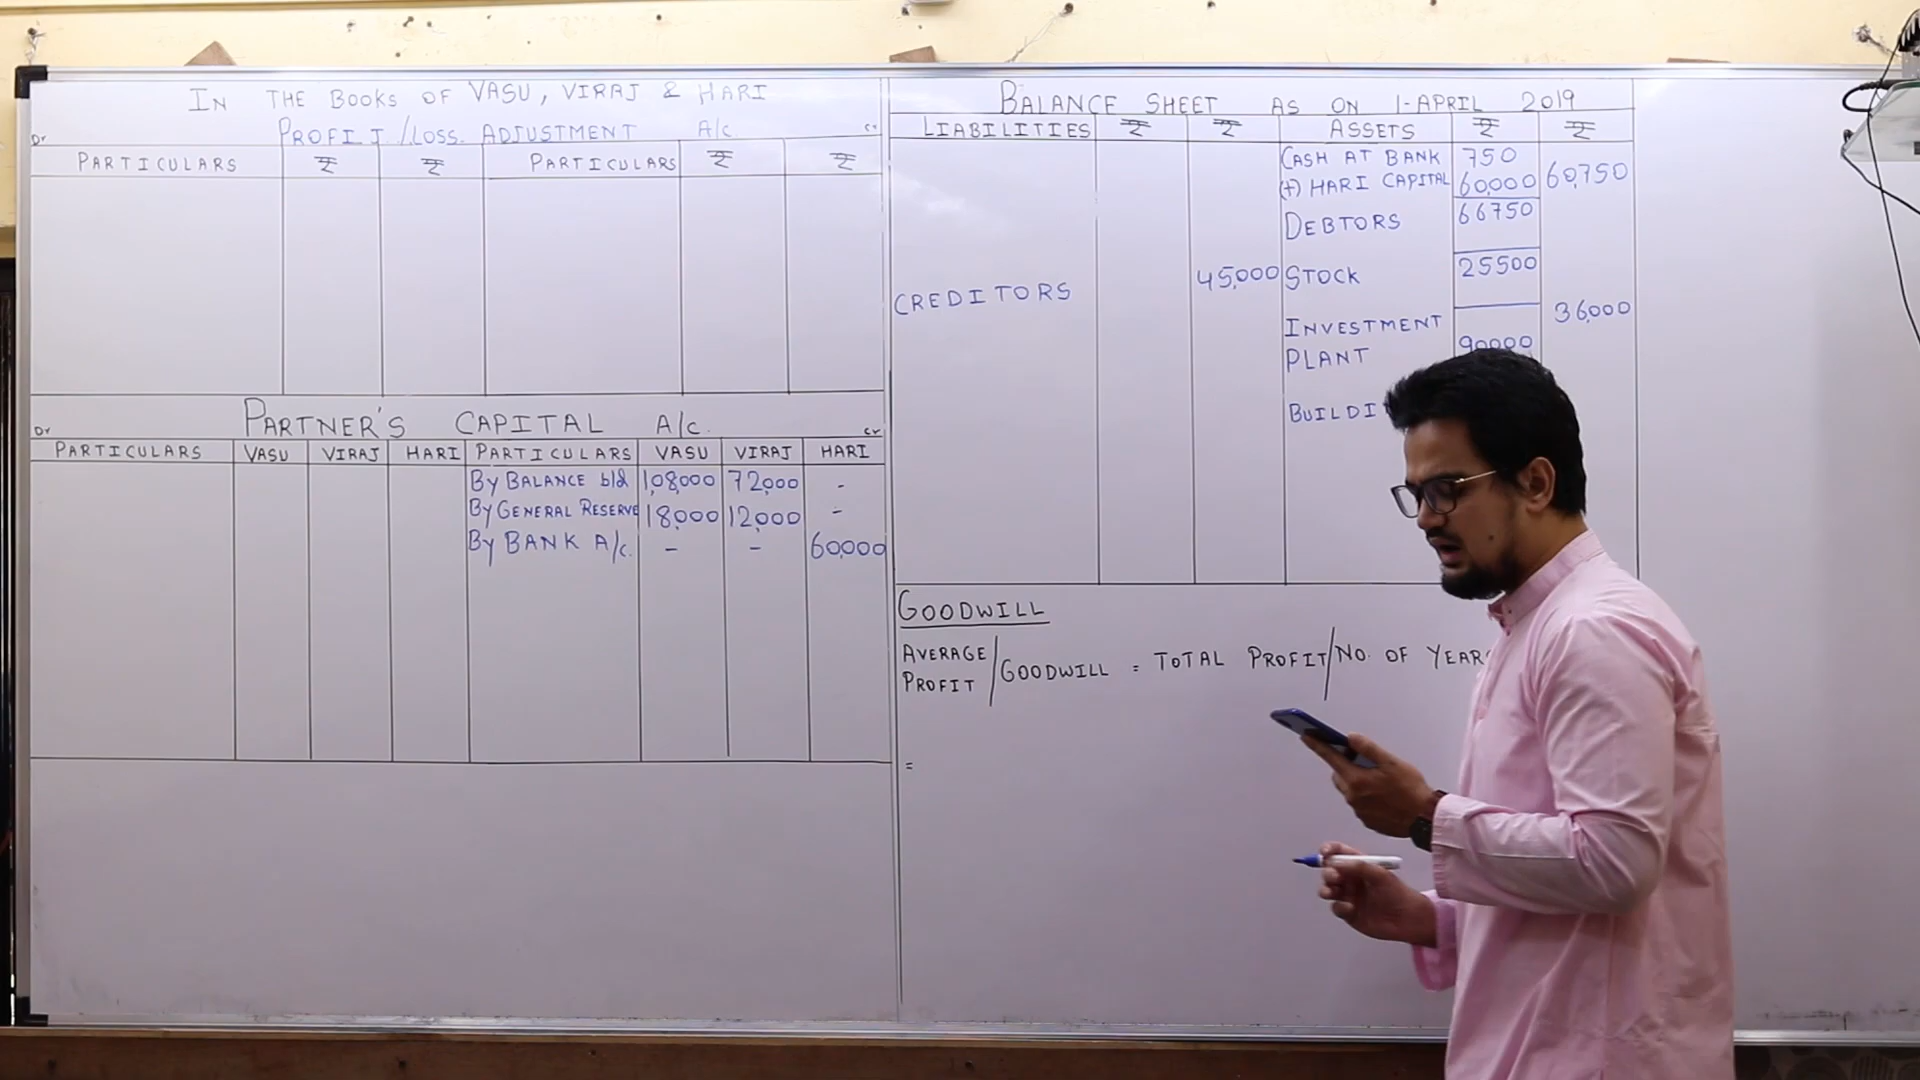 IN THE BOOKS OF VASU, VIRAJ & HARI
PROFIT/LOSS ADJUSTMENT A/c.
Dr Cr
PARTICULARS ₹ ₹ PARTICULARS ₹ ₹
PARTNER'S CAPITAL A/c.
Dr Cr
PARTICULARS VASU VIRAJ HARI PARTICULARS VASU VIRAJ HARI
By BALANCE b/d 1,08,000 72,000 -
By GENERAL RESERVE 18,000 12,000 -
By BANK A/c. - - 60,000
BALANCE SHEET AS ON 1-APRIL 2019
LIABILITIES ₹ ₹ ASSETS ₹ ₹
CASH AT BANK 750
(+) HARI CAPITAL 60,000 60,750
DEBTORS 66750
CREDITORS 45,000 STOCK 25500
INVESTMENT 36,000
PLANT 90000
BUILDI
GOODWILL
AVERAGE PROFIT / GOODWILL = TOTAL PROFIT / NO. OF YEARS
=